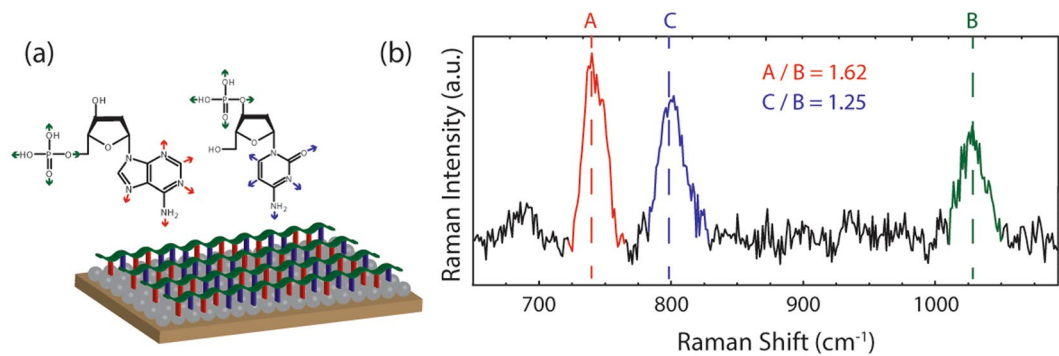 (a)
OH
OH
HO
P
O
O
N
N
N
N
NH₂
OH
HO
P
O
O
HO
O
N
O
N
NH₂
(b)
A
C
B
A / B = 1.62
C / B = 1.25
Raman Intensity (a.u.)
700
800
900
1000
Raman Shift (cm⁻¹)